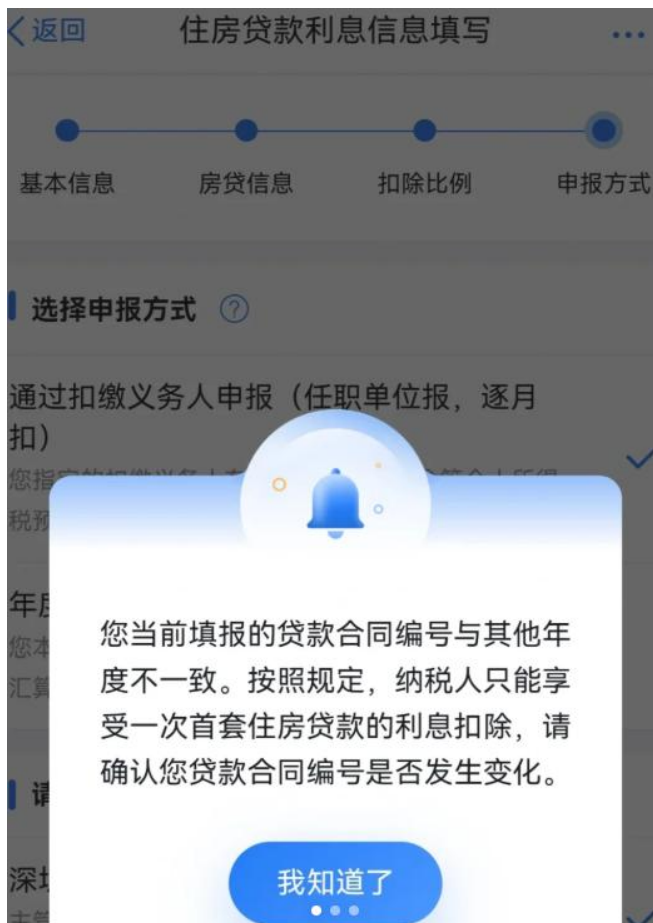 返回
住房贷款利息信息填写
基本信息
房贷信息
扣除比例
申报方式
选择申报方式
通过扣缴义务人申报（任职单位报，逐月
扣）
您当前填报的贷款合同编号与其他年
度不一致。按照规定，纳税人只能享
受一次首套住房贷款的利息扣除，请
确认您贷款合同编号是否发生变化。
我知道了